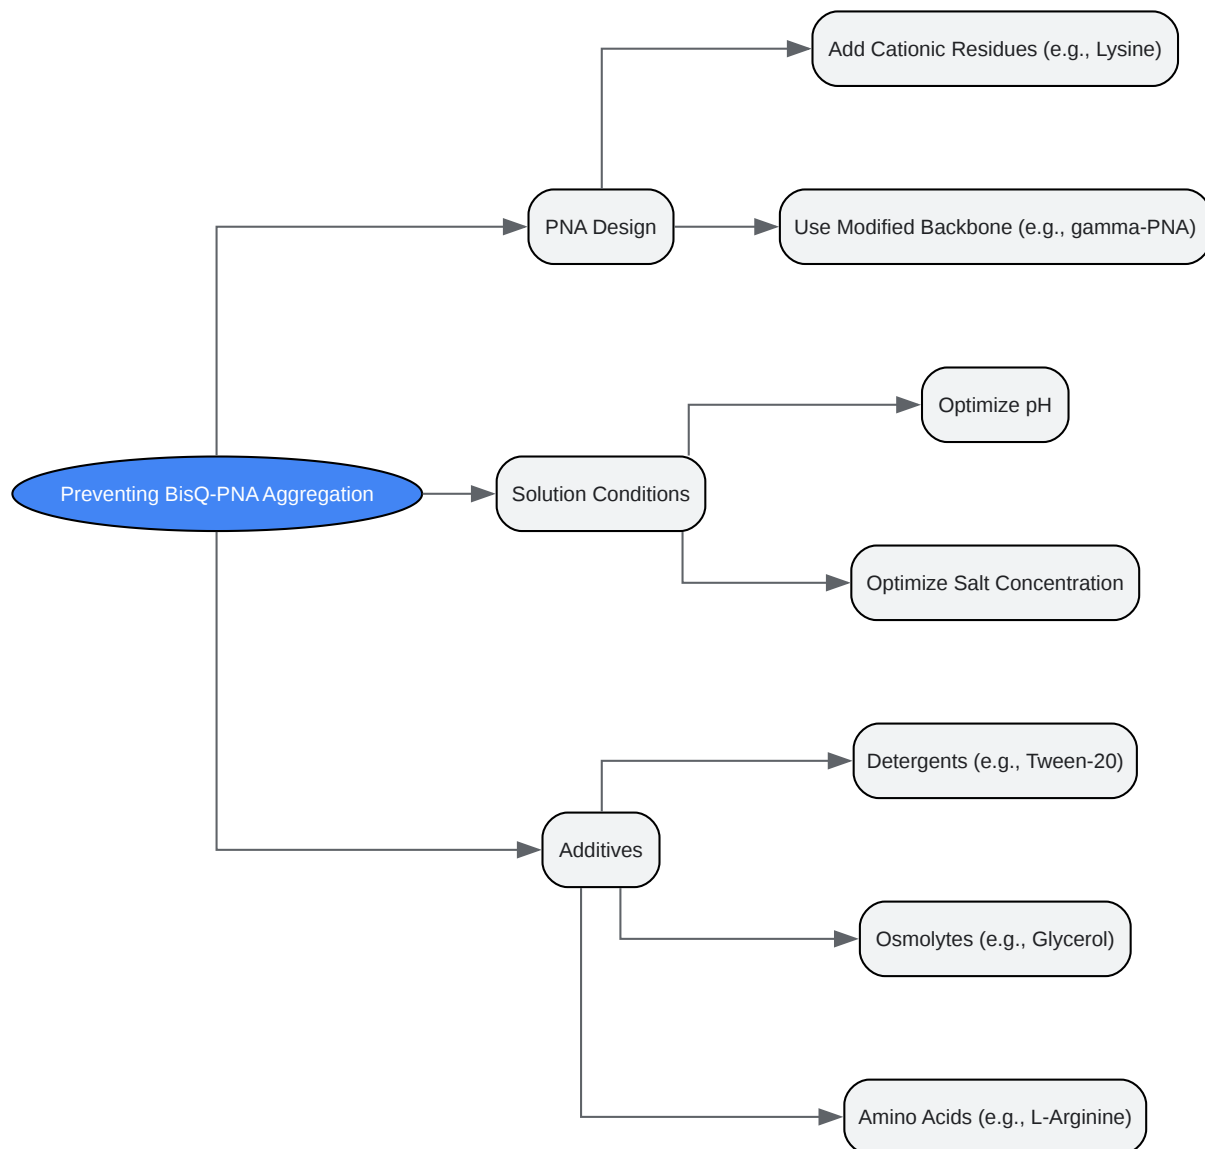 Add Cationic Residues (e.g., Lysine)
PNA Design
Use Modified Backbone (e.g., gamma-PNA)
Optimize pH
Preventing BisQ-PNA Aggregation
Solution Conditions
Optimize Salt Concentration
Detergents (e.g., Tween-20)
Additives
Osmolytes (e.g., Glycerol)
Amino Acids (e.g., L-Arginine)